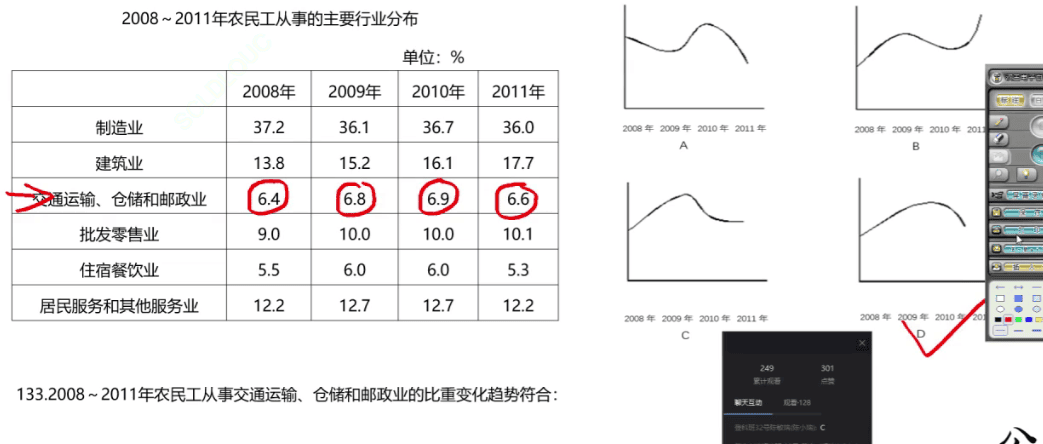 2008～2011年农民工从事的主要行业分布
单位：%
2008年 2009年 2010年 2011年
制造业 37.2 36.1 36.7 36.0
建筑业 13.8 15.2 16.1 17.7
交通运输、仓储和邮政业 6.4 6.8 6.9 6.6
批发零售业 9.0 10.0 10.0 10.1
住宿餐饮业 5.5 6.0 6.0 5.3
居民服务和其他服务业 12.2 12.7 12.7 12.2
133.2008～2011年农民工从事交通运输、仓储和邮政业的比重变化趋势符合：
2008 年 2009 年 2010 年 2011 年
A
2008 年 2009 年 2010 年 2011
B
2008 年 2009 年 2010 年 2011 年
C
2008 年 2009 年 2010 年 201
D
249 301
累计观看 点赞
聊天互动 观看·128
C